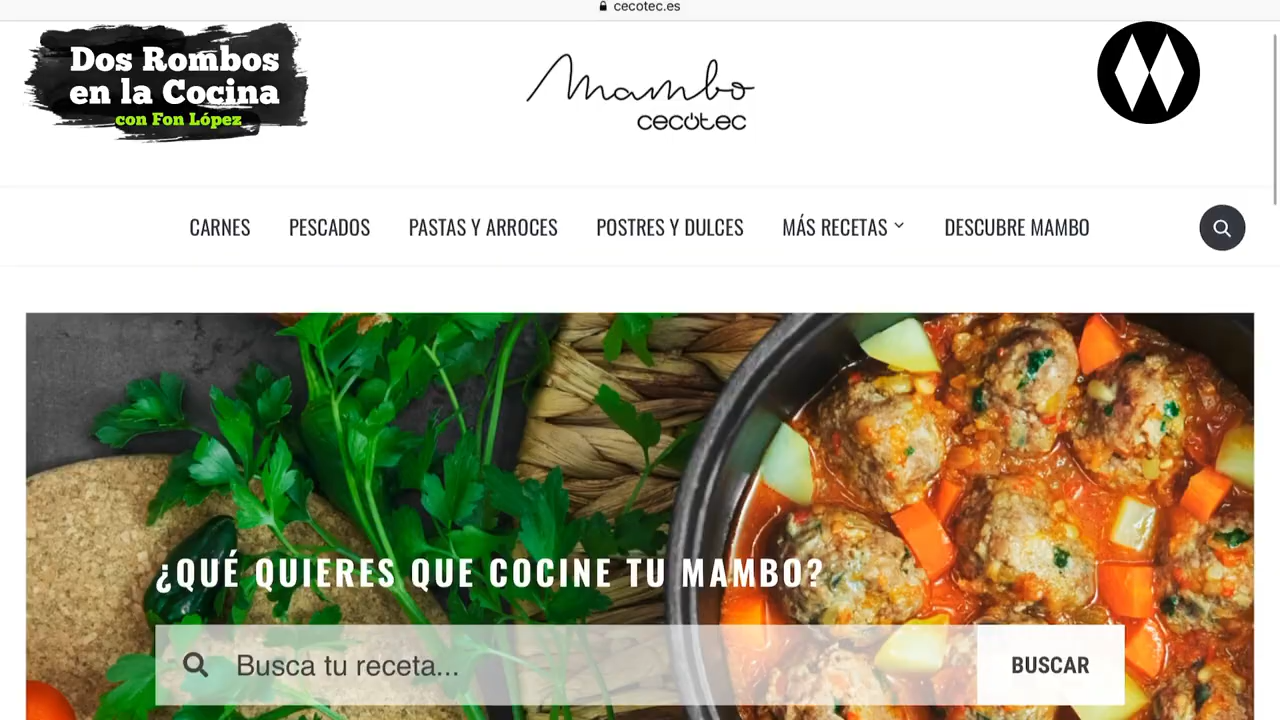 cecotec.es
Dos Rombos
en la Cocina
con Fon López
Mambo
cecotec
CARNES PESCADOS PASTAS Y ARROCES POSTRES Y DULCES MÁS RECETAS DESCUBRE MAMBO
¿QUÉ QUIERES QUE COCINE TU MAMBO?
Busca tu receta... BUSCAR